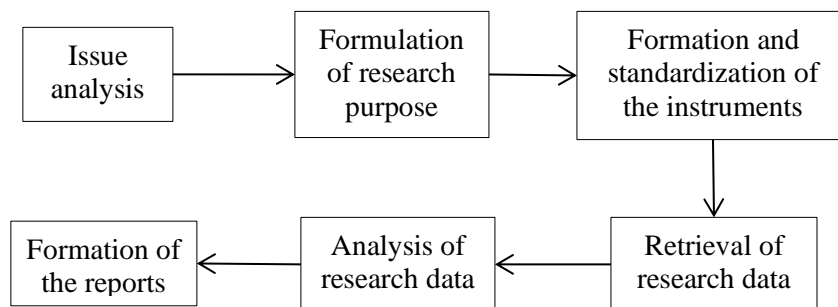 Issue
analysis
Formulation
of research
purpose
Formation and
standardization of
the instruments
Retrieval of
research data
Analysis of
research data
Formation of
the reports